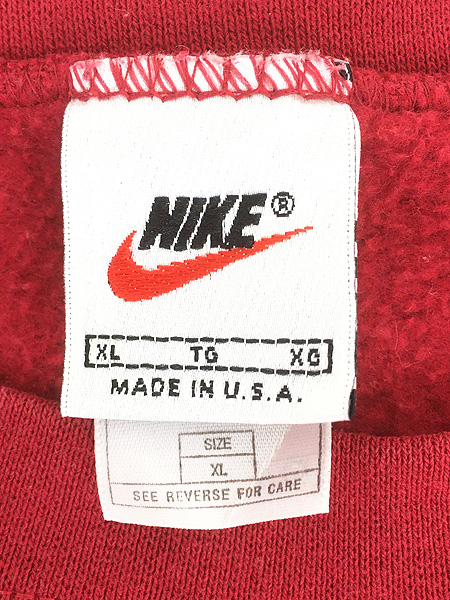 NIKE®
XL TG XG
MADE IN U.S.A.
SIZE
XL
SEE REVERSE FOR CARE